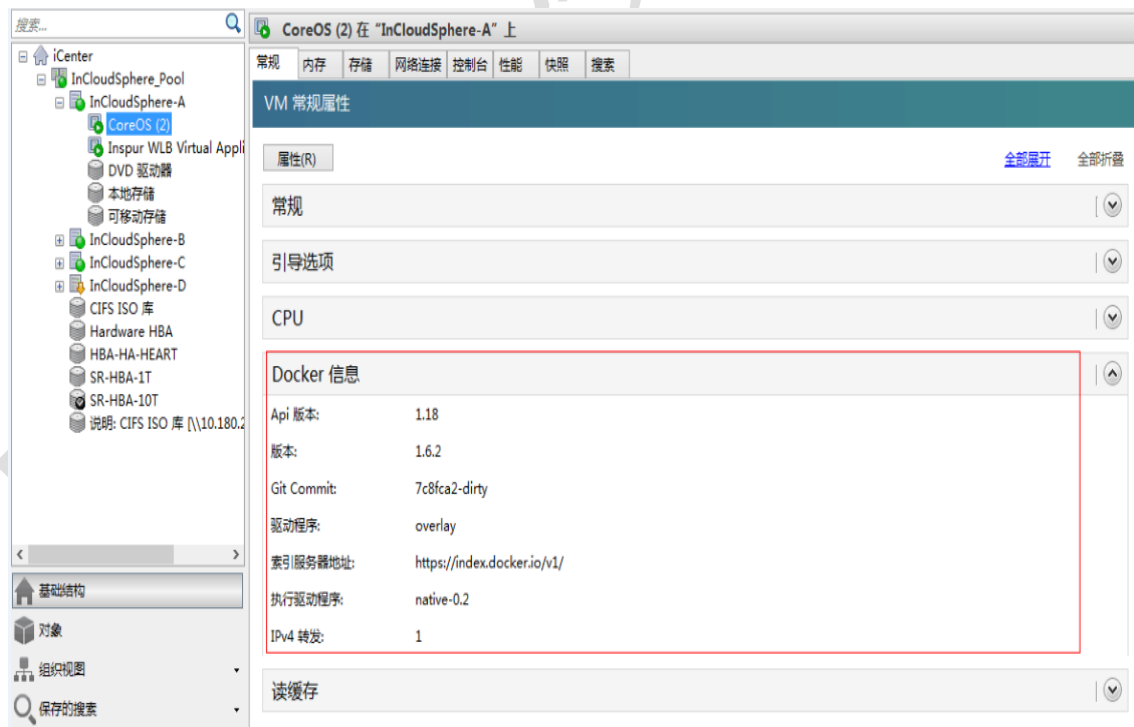 搜索...
iCenter
InCloudSphere_Pool
InCloudSphere-A
CoreOS (2)
Inspur WLB Virtual Appli
DVD 驱动器
本地存储
可移动存储
InCloudSphere-B
InCloudSphere-C
InCloudSphere-D
CIFS ISO 库
Hardware HBA
HBA-HA-HEART
SR-HBA-1T
SR-HBA-10T
说明: CIFS ISO 库 [\\10.180.2
基础结构
对象
组织视图
保存的搜索
CoreOS (2) 在 “InCloudSphere-A” 上
常规 内存 存储 网络连接 控制台 性能 快照 搜索
VM 常规属性
属性(R) 全部展开 全部折叠
常规
引导选项
CPU
Docker 信息
Api 版本: 1.18
版本: 1.6.2
Git Commit: 7c8fca2-dirty
驱动程序: overlay
索引服务器地址: https://index.docker.io/v1/
执行驱动程序: native-0.2
IPv4 转发: 1
读缓存